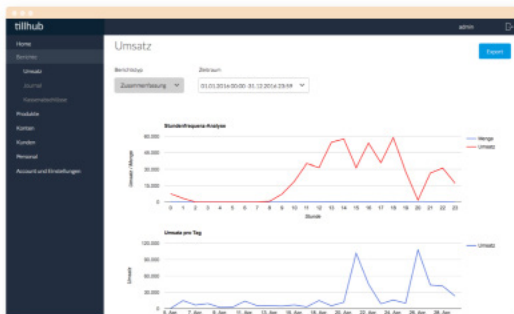 tillhub
admin
Home
Berichte
Umsatz
Journal
Kassenabschlüsse
Produkte
Konten
Kunden
Personal
Account und Einstellungen
Umsatz
Export
Berichtstyp
Zeitraum
Zusammenfassung
01.01.2016 00:00 -31.12.2016 23:59
Stundenfrequenz-Analyse
Umsatz / Menge
60,000
45,000
30,000
15,000
0
0 1 2 3 4 5 6 7 8 9 10 11 12 13 14 15 16 17 18 19 20 21 22 23
Stunde
Menge
Umsatz
Umsatz pro Tag
Umsatz
120,000
90,000
60,000
30,000
0
Umsatz